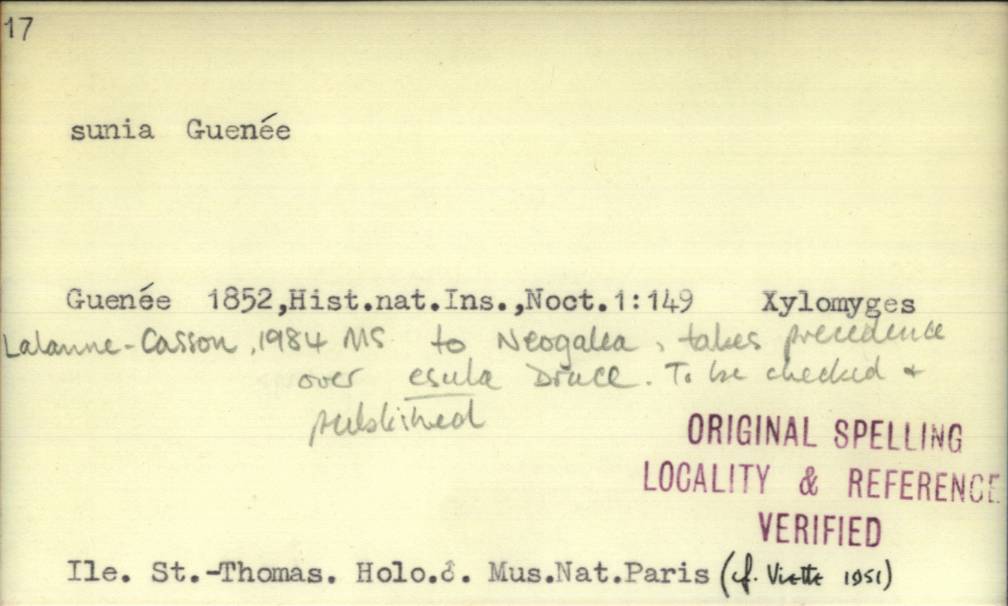 17
sunia Guenée
Guenée 1852,Hist.nat.Ins.,Noct.1:149 Xylomyges
Lalanne-Casson, 1984 MS to Neogalea, takes precedence
over esula Druce. To be checked +
published
ORIGINAL SPELLING
LOCALITY & REFERENCE
VERIFIED
Ile. St.-Thomas. Holo.♂. Mus.Nat.Paris (cf. Viette 1951)